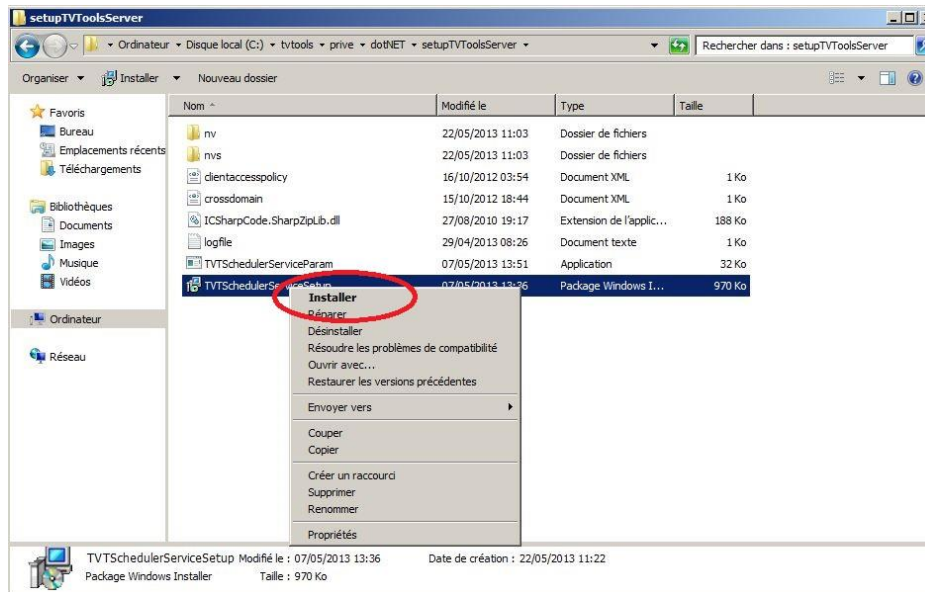 setupTVToolsServer
Ordinateur Disque local (C:) tvtools prive dotNET setupTVToolsServer
Rechercher dans : setupTVToolsServer
Organiser Installer Nouveau dossier
Nom Modifié le Type Taille
Favoris
Bureau
Emplacements récents
Téléchargements
Bibliothèques
Documents
Images
Musique
Vidéos
Ordinateur
Réseau
nv 22/05/2013 11:03 Dossier de fichiers
nvs 22/05/2013 11:03 Dossier de fichiers
clientaccesspolicy 16/10/2012 03:54 Document XML 1 Ko
crossdomain 15/10/2012 18:44 Document XML 1 Ko
ICSharpCode.SharpZipLib.dll 27/08/2010 19:17 Extension de l'applic... 188 Ko
logfile 29/04/2013 08:26 Document texte 1 Ko
TVTSchedulerServiceParam 07/05/2013 13:51 Application 32 Ko
TVTSchedulerServiceSetup 07/05/2013 13:36 Package Windows I... 970 Ko
Installer
Réparer
Désinstaller
Résoudre les problèmes de compatibilité
Ouvrir avec...
Restaurer les versions précédentes
Envoyer vers
Couper
Copier
Créer un raccourci
Supprimer
Renommer
Propriétés
TVTSchedulerServiceSetup Modifié le : 07/05/2013 13:36 Date de création : 22/05/2013 11:22
Package Windows Installer Taille : 970 Ko